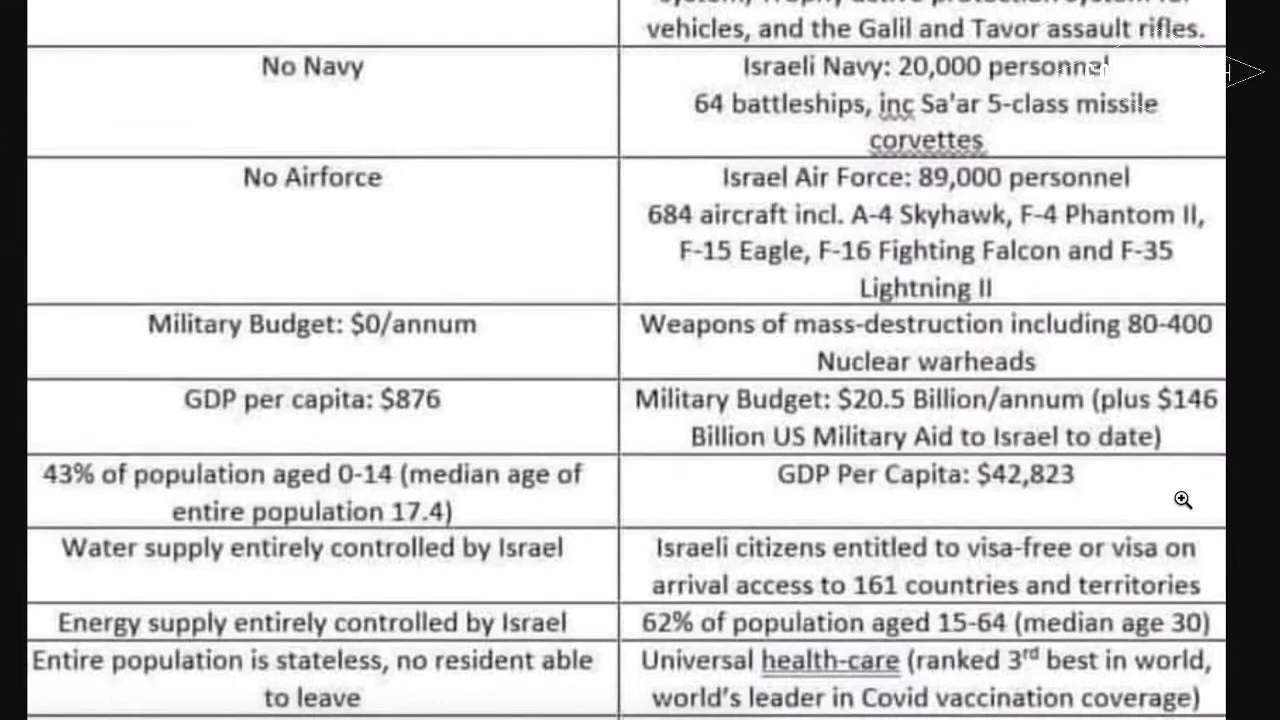 vehicles, and the Galil and Tavor assault rifles.
No Navy
Israeli Navy: 20,000 personnel
64 battleships, inc Sa'ar 5-class missile
corvettes
No Airforce
Israel Air Force: 89,000 personnel
684 aircraft incl. A-4 Skyhawk, F-4 Phantom II,
F-15 Eagle, F-16 Fighting Falcon and F-35
Lightning II
Military Budget: $0/annum
Weapons of mass-destruction including 80-400
Nuclear warheads
GDP per capita: $876
Military Budget: $20.5 Billion/annum (plus $146
Billion US Military Aid to Israel to date)
43% of population aged 0-14 (median age of
entire population 17.4)
GDP Per Capita: $42,823
Water supply entirely controlled by Israel
Israeli citizens entitled to visa-free or visa on
arrival access to 161 countries and territories
Energy supply entirely controlled by Israel
62% of population aged 15-64 (median age 30)
Entire population is stateless, no resident able
to leave
Universal health-care (ranked 3rd best in world,
world's leader in Covid vaccination coverage)